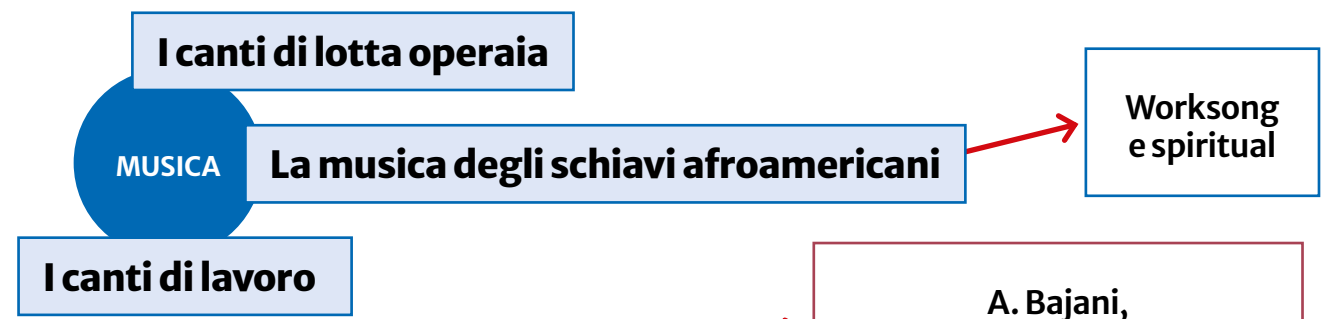 I canti di lotta operaia
MUSICA
La musica degli schiavi afroamericani
Worksong
e spiritual
I canti di lavoro
A. Bajani,